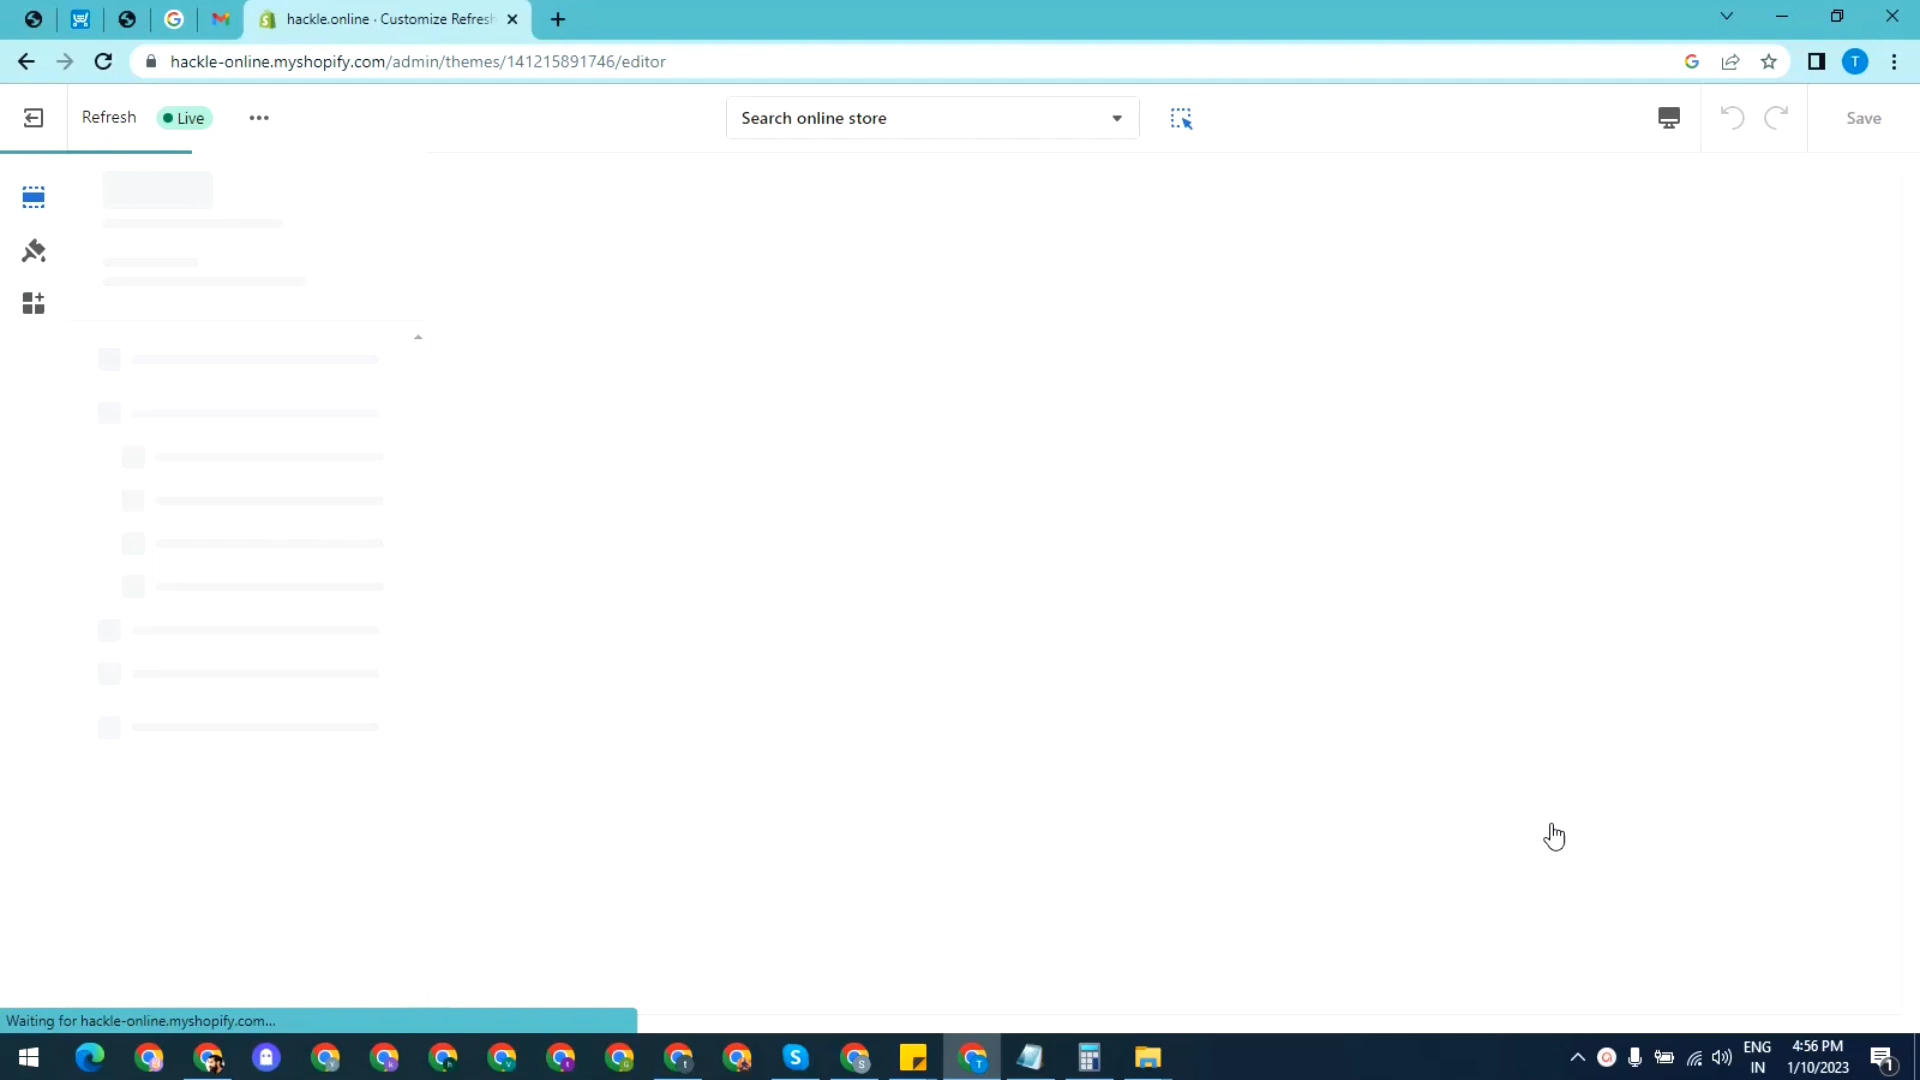 hackle.online · Customize Refresh
hackle-online.myshopify.com/admin/themes/141215891746/editor
T
Refresh
Live
Search online store
Save
Waiting for hackle-online.myshopify.com...
ENG
IN
4:56 PM
1/10/2023
1